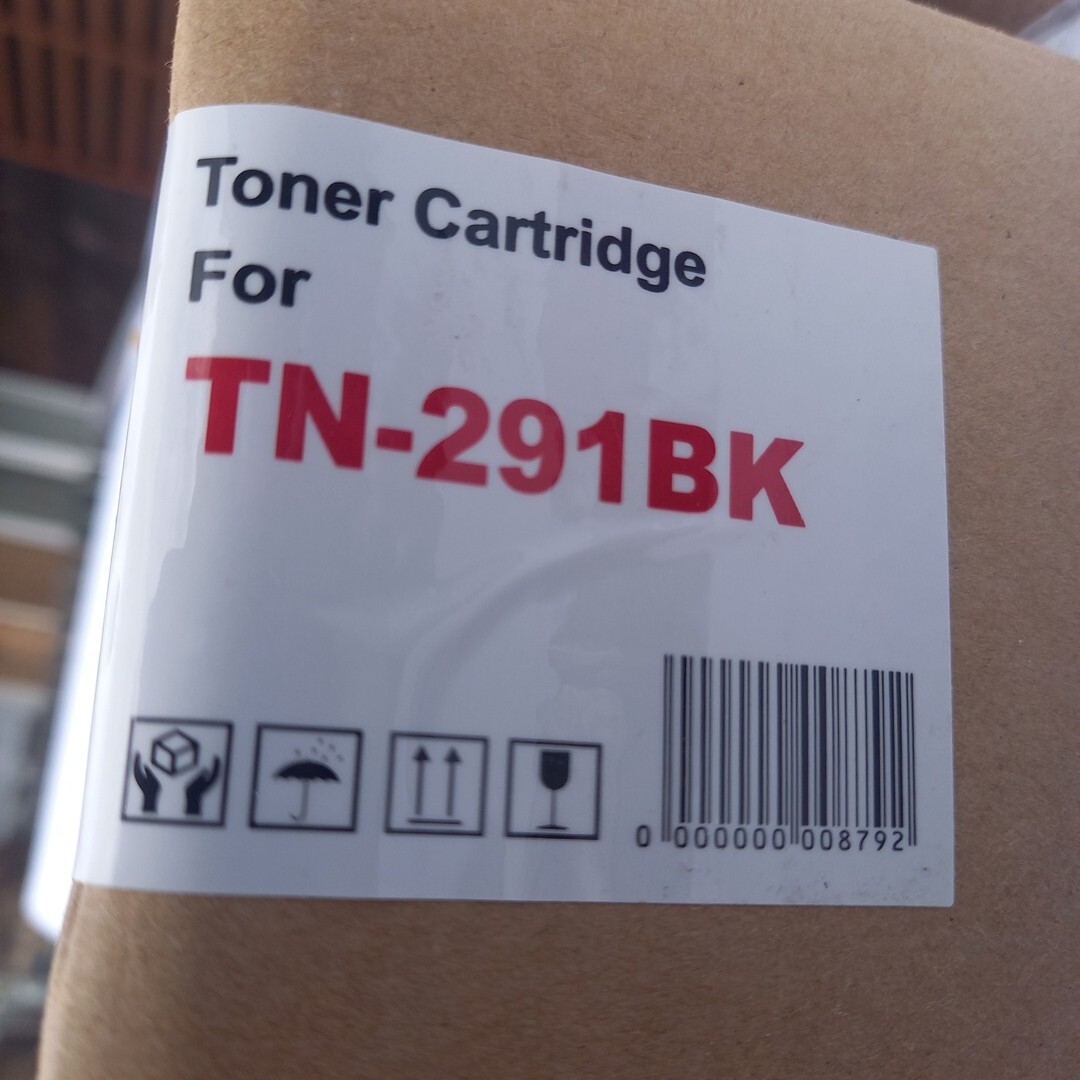 Toner Cartridge
For
TN-291BK
0 000000 008792